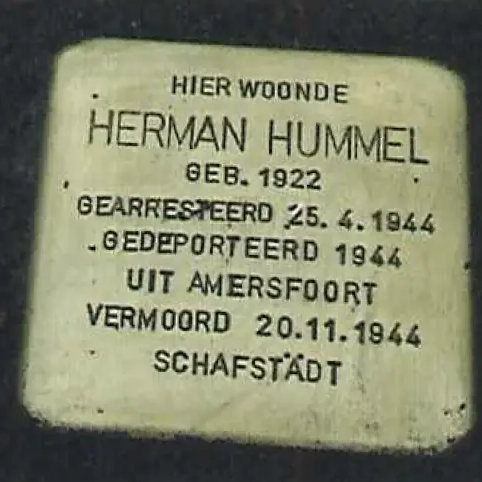 HIER WOONDE
HERMAN HUMMEL
GEB. 1922
GEARRESTEERD 25.4.1944
GEDEPORTEERD 1944
UIT AMERSFOORT
VERMOORD 20.11.1944
SCHAFSTÄDT